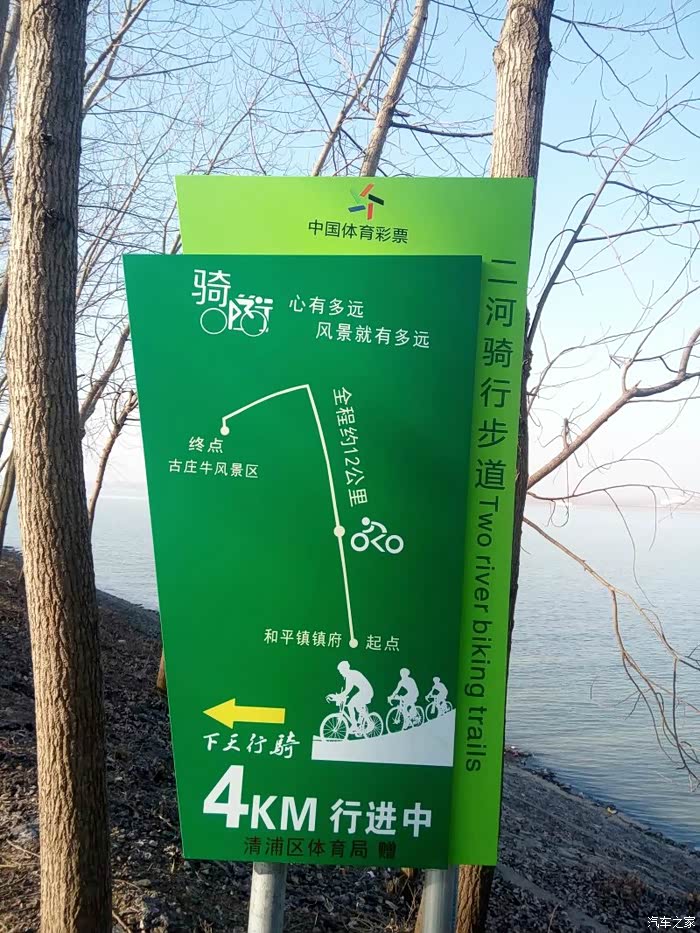 中国体育彩票
二河骑行步道 Two river biking trails
骑行
心有多远
风景就有多远
全程约12公里
终点
古庄牛风景区
和平镇镇府
起点
下天行骑
4KM 行进中
清浦区体育局 赠
汽车之家